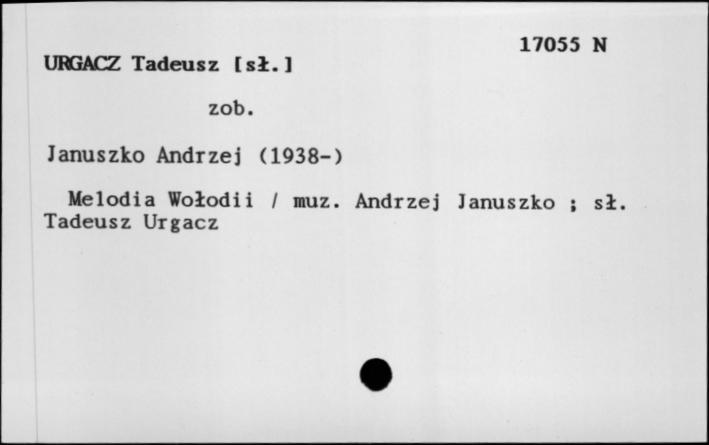 17055 N
URGACZ Tadeusz [sł.]
zob.
Januszko Andrzej (1938-)
Melodia Wołodii / muz. Andrzej Januszko ; sł.
Tadeusz Urgacz